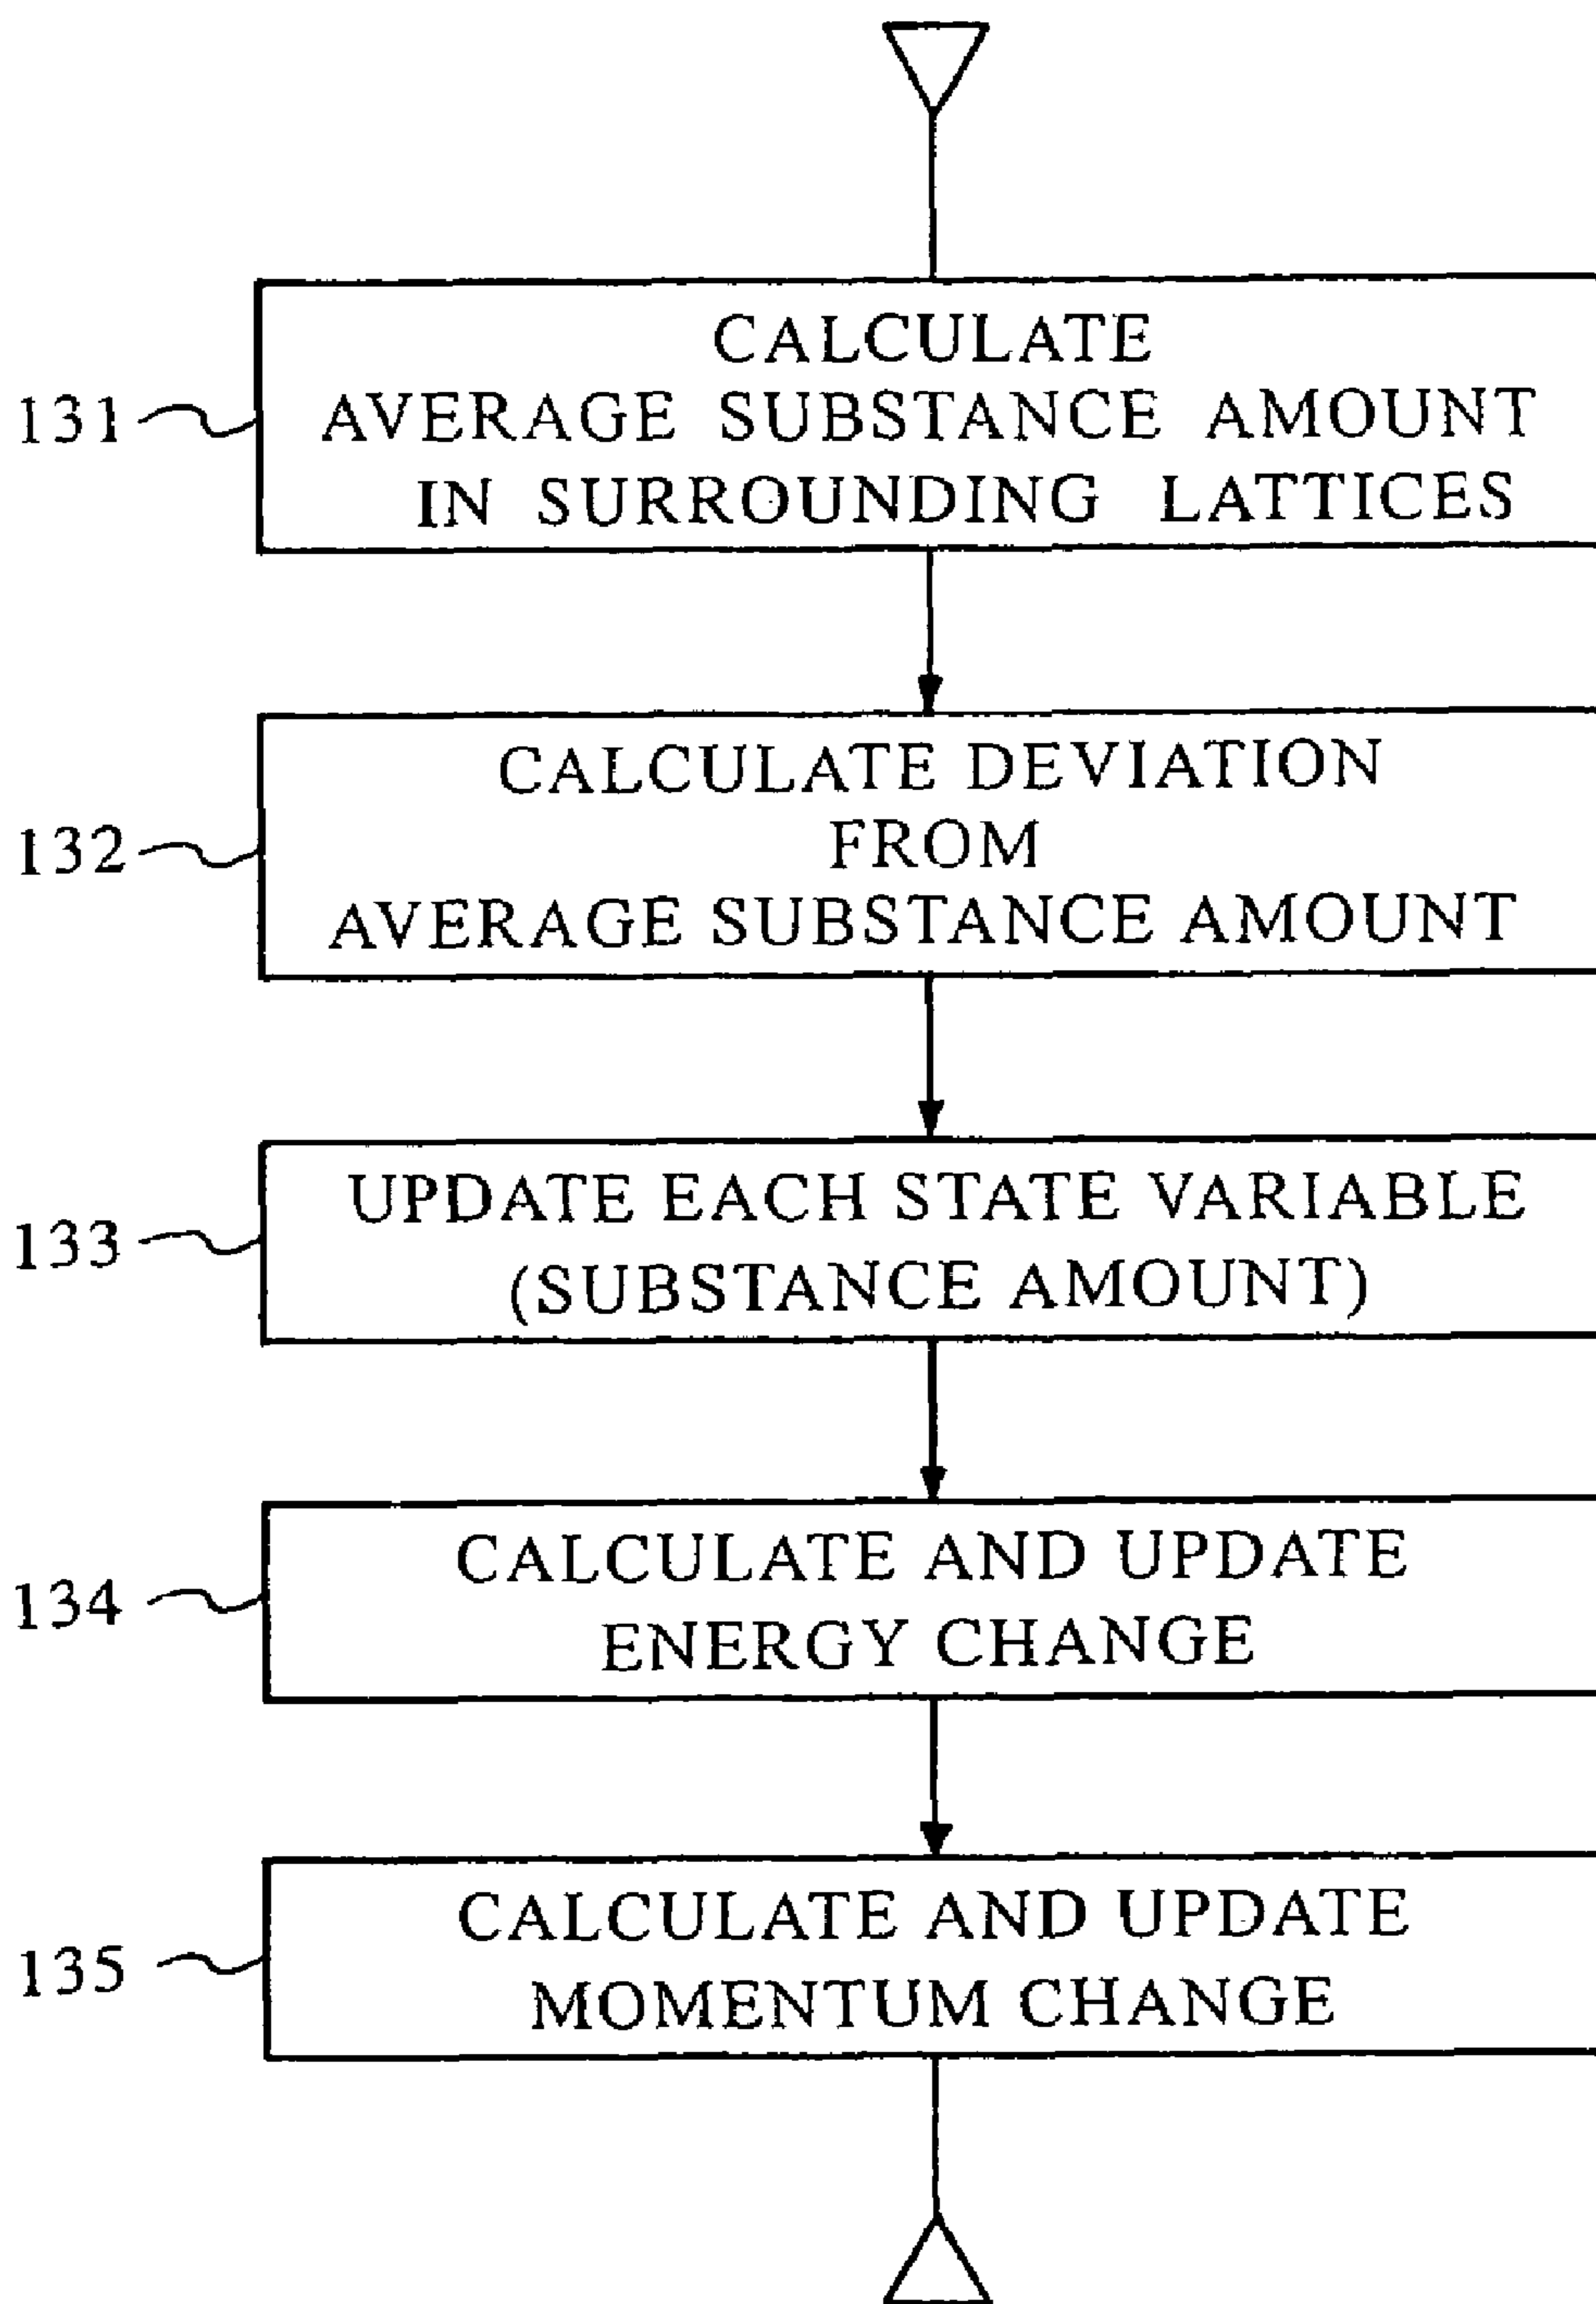 CALCULATE
131 AVERAGE SUBSTANCE AMOUNT
IN SURROUNDING LATTICES
CALCULATE DEVIATION
132 FROM
AVERAGE SUBSTANCE AMOUNT
UPDATE EACH STATE VARIABLE
133
(SUBSTANCE AMOUNT)
CALCULATE AND UPDATE
134
ENERGY CHANGE
CALCULATE AND UPDATE
135
MOMENTUM CHANGE